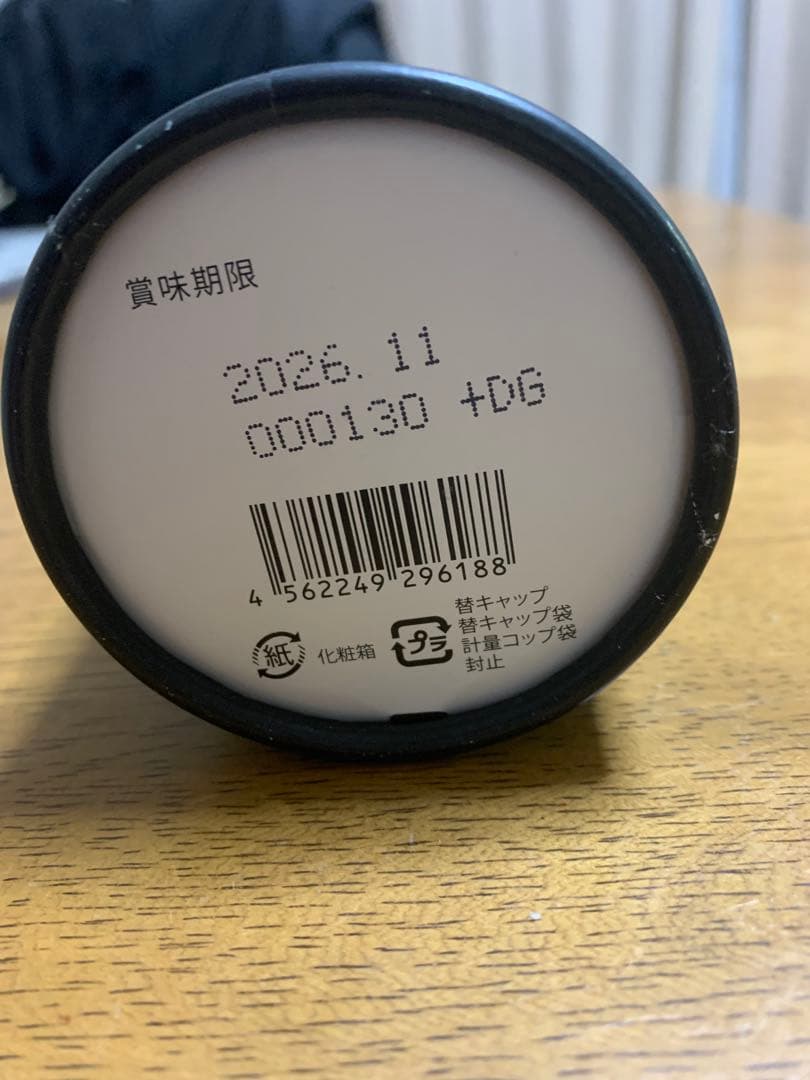 賞味期限
2026.11
000130 +DG
4 562249 296188
紙 化粧箱
プラ
替キャップ
替キャップ袋
計量コップ袋
封止